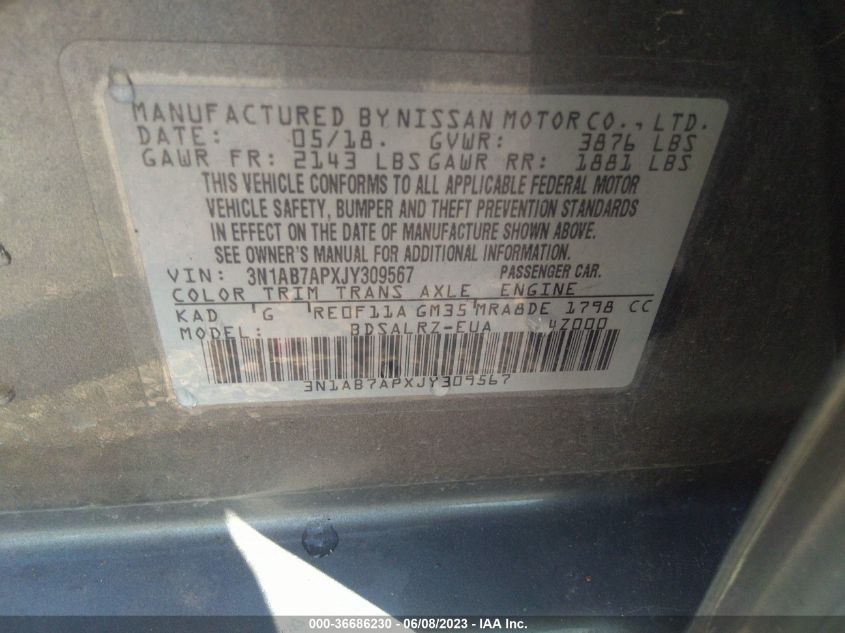 MANUFACTURED BY NISSAN MOTOR CO., LTD.
DATE: 05/18. GVWR: 3876 LBS
GAWR FR: 2143 LBS GAWR RR: 1881 LBS
THIS VEHICLE CONFORMS TO ALL APPLICABLE FEDERAL MOTOR
VEHICLE SAFETY, BUMPER AND THEFT PREVENTION STANDARDS
IN EFFECT ON THE DATE OF MANUFACTURE SHOWN ABOVE.
SEE OWNER'S MANUAL FOR ADDITIONAL INFORMATION.
VIN: 3N1AB7APXJY309567 PASSENGER CAR.
COLOR TRIM TRANS AXLE ENGINE
KAD G RE0F11A GM35 MRA8DE 1798 CC
MODEL: BDSALRZ-EUA 4Z000
3N1AB7APXJY309567
000-36686230 - 06/08/2023 - IAA Inc.